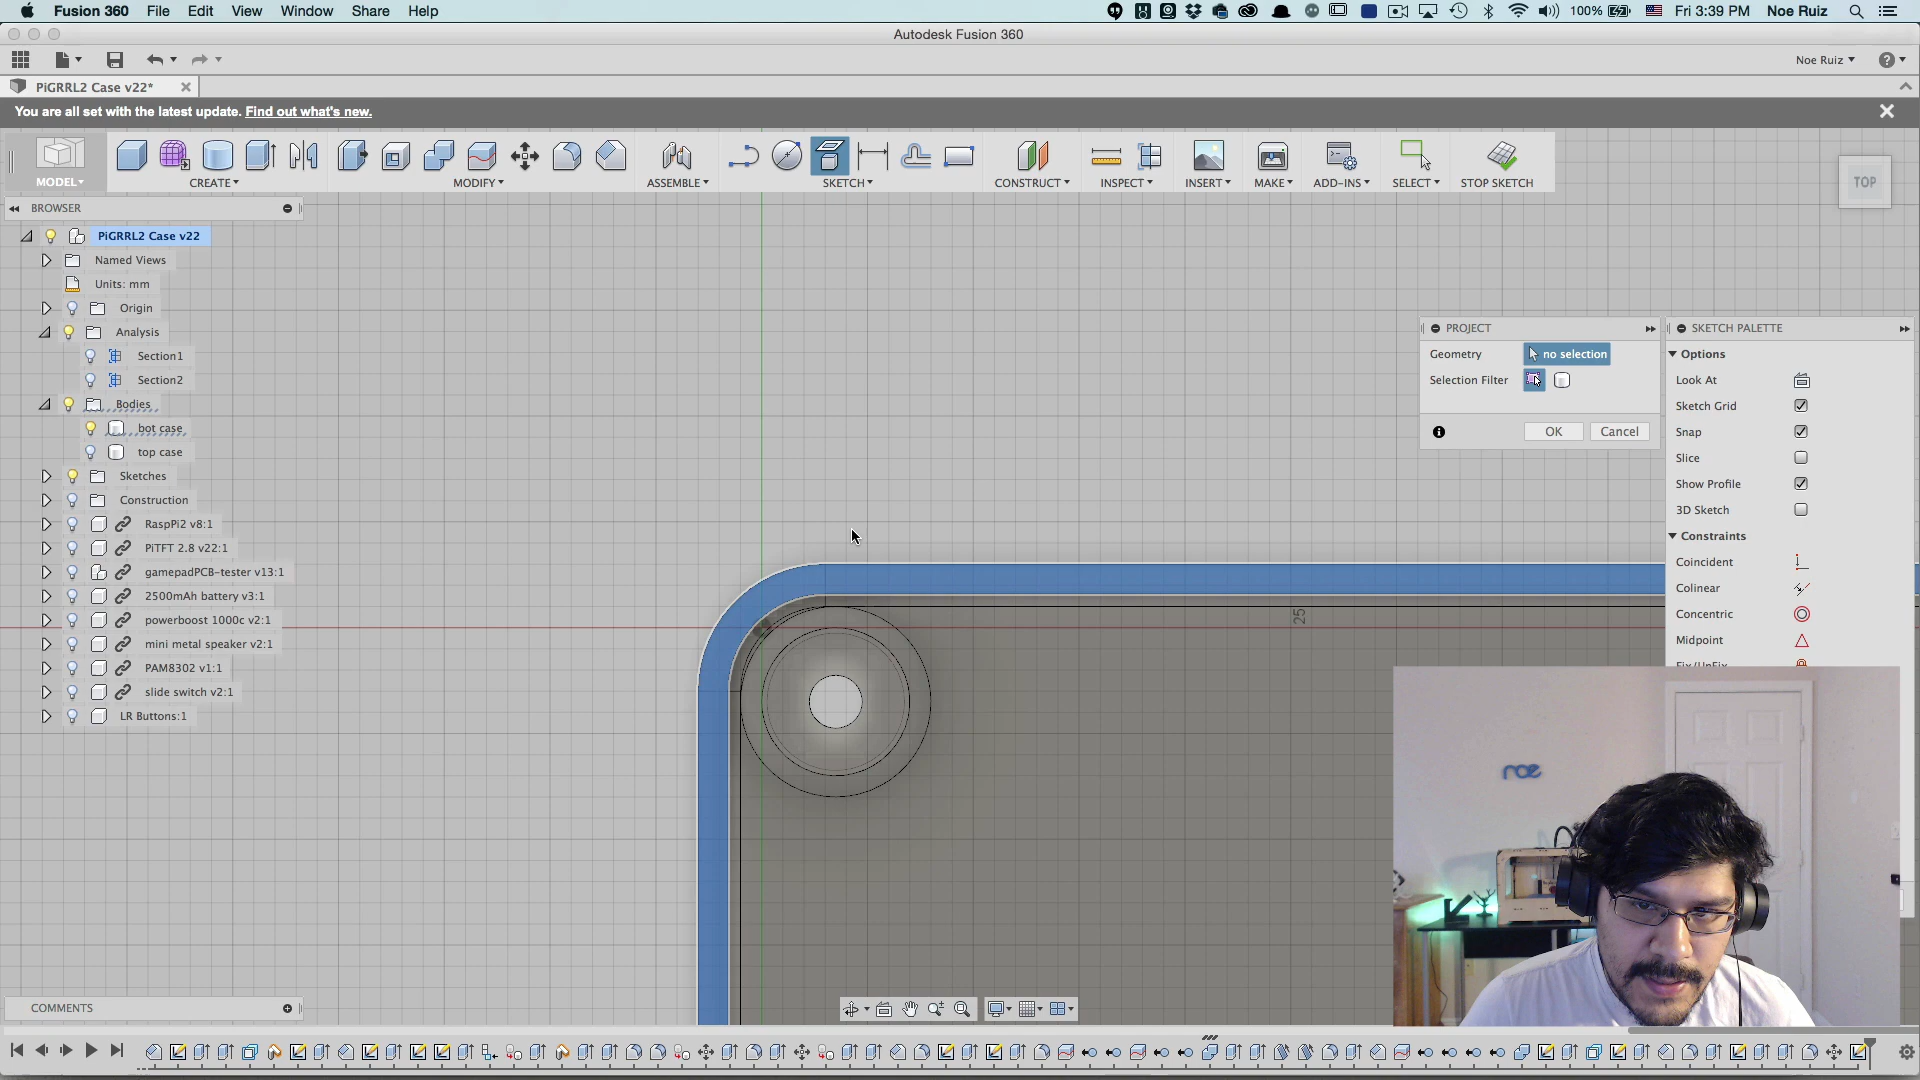 Fusion 360 File Edit View Window Share Help 100% Fri 3:39 PM Noe Ruiz
Autodesk Fusion 360
Noe Ruiz
PiGRRL2 Case v22*
You are all set with the latest update. Find out what's new.
MODEL CREATE MODIFY ASSEMBLE SKETCH CONSTRUCT INSPECT INSERT MAKE ADD-INS SELECT STOP SKETCH
TOP
BROWSER
PiGRRL2 Case v22
Named Views
Units: mm
Origin
Analysis
Section1
Section2
Bodies
bot case
top case
Sketches
Construction
RaspPi2 v8:1
PiTFT 2.8 v22:1
gamepadPCB-tester v13:1
2500mAh battery v3:1
powerboost 1000c v2:1
mini metal speaker v2:1
PAM8302 v1:1
slide switch v2:1
LR Buttons:1
PROJECT
Geometry no selection
Selection Filter
OK Cancel
SKETCH PALETTE
Options
Look At
Sketch Grid
Snap
Slice
Show Profile
3D Sketch
Constraints
Coincident
Colinear
Concentric
Midpoint
Fix/UnFix
25
noe
COMMENTS